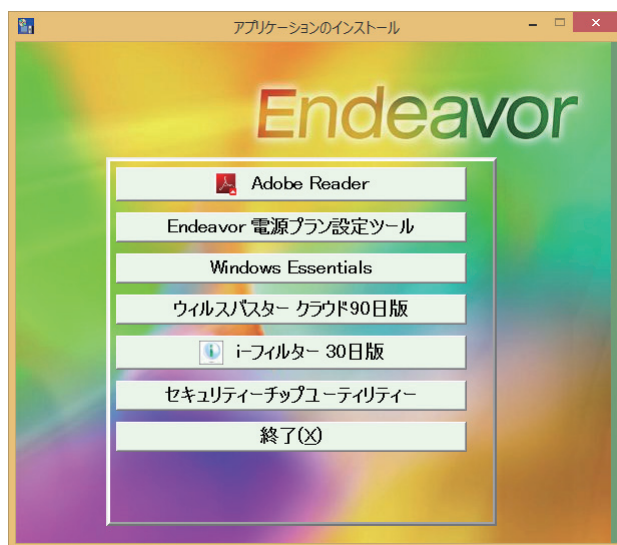 アプリケーションのインストール
Endeavor
Adobe Reader
Endeavor 電源プラン設定ツール
Windows Essentials
ウィルスバスター クラウド90日版
i-フィルター 30日版
セキュリティーチップユーティリティー
終了(X)